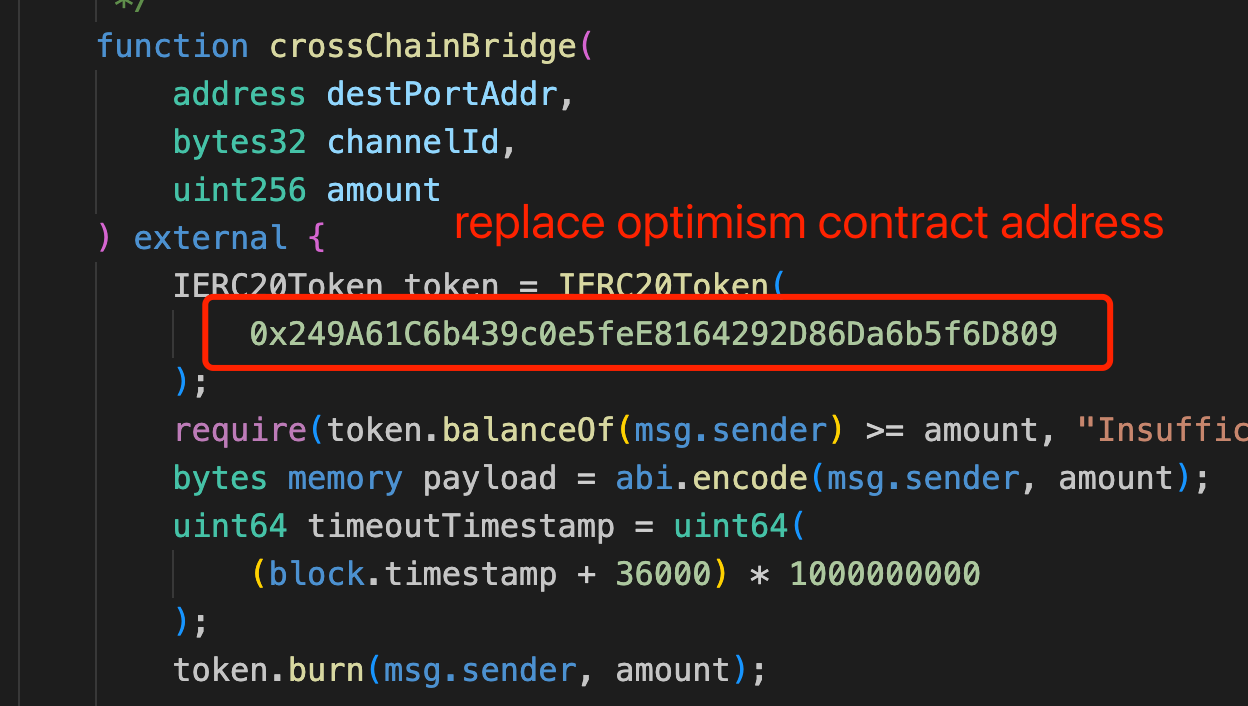 */
function crossChainBridge(
address destPortAddr,
bytes32 channelId,
uint256 amount
replace optimism contract address
) external {
IERC20Token token = IERC20Token(
0x249A61C6b439c0e5feE8164292D86Da6b5f6D809
);
require(token.balanceOf(msg.sender) >= amount, "Insuffic
bytes memory payload = abi.encode(msg.sender, amount);
uint64 timeoutTimestamp = uint64(
(block.timestamp + 36000) * 1000000000
);
token.burn(msg.sender, amount);